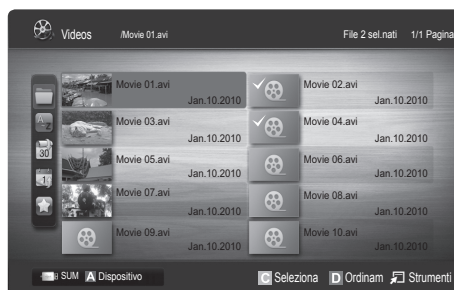 Videos /Movie 01.avi File 2 sel.nati 1/1 Pagina
Movie 01.avi Movie 02.avi
Jan.10.2010 Jan.10.2010
Movie 03.avi Movie 04.avi
Jan.10.2010 Jan.10.2010
Movie 05.avi Movie 06.avi
Jan.10.2010 Jan.10.2010
Movie 07.avi Movie 08.avi
Jan.10.2010 Jan.10.2010
Movie 09.avi Movie 10.avi
Jan.10.2010 Jan.10.2010
SUM A Dispositivo C Seleziona D Ordinam Strumenti